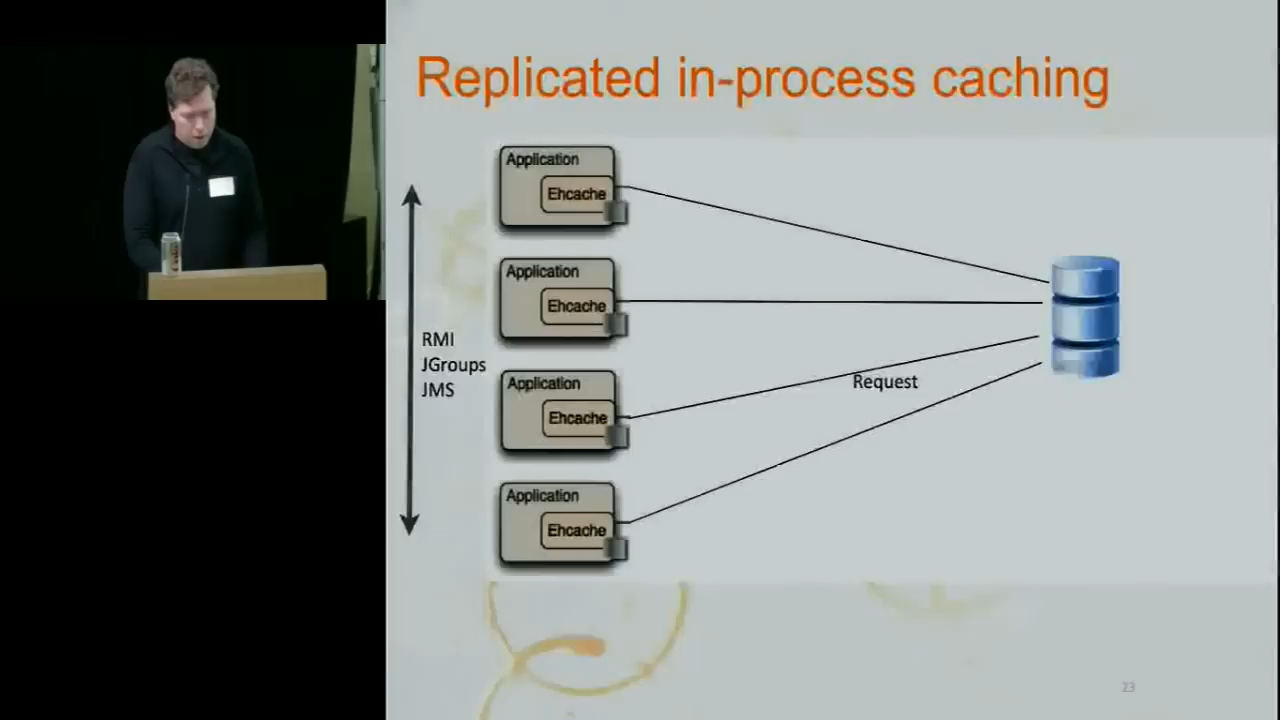 Replicated in-process caching
Application
Ehcache
Application
Ehcache
RMI
JGroups
JMS
Application
Ehcache
Request
Application
Ehcache
23